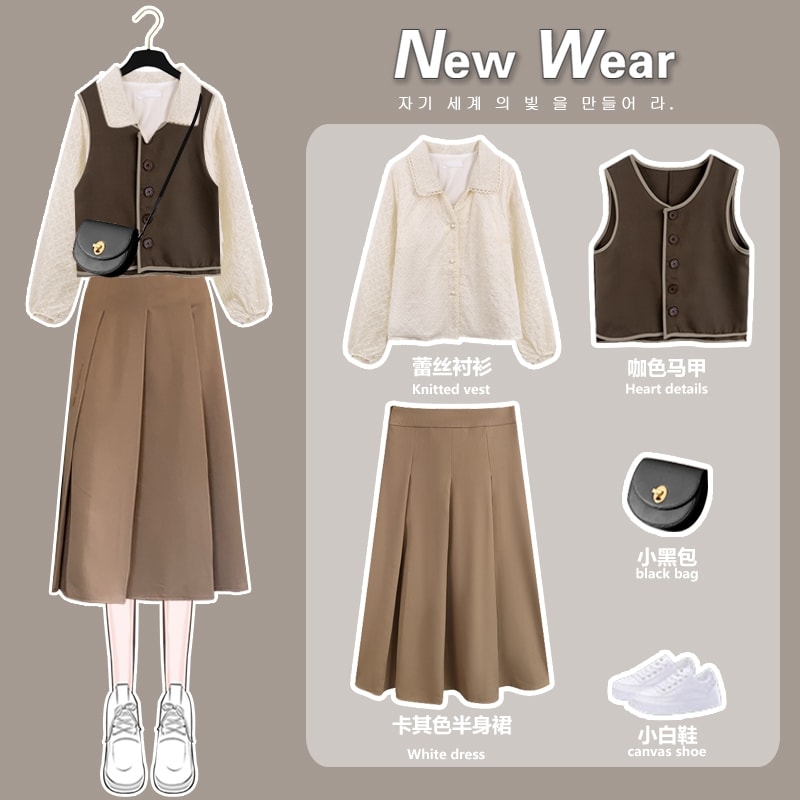 New Wear
자기 세계 의 빛 을 만들어 라.
蕾丝衬衫
Knitted vest
咖色马甲
Heart details
小黑包
black bag
卡其色半身裙
White dress
小白鞋
canvas shoe